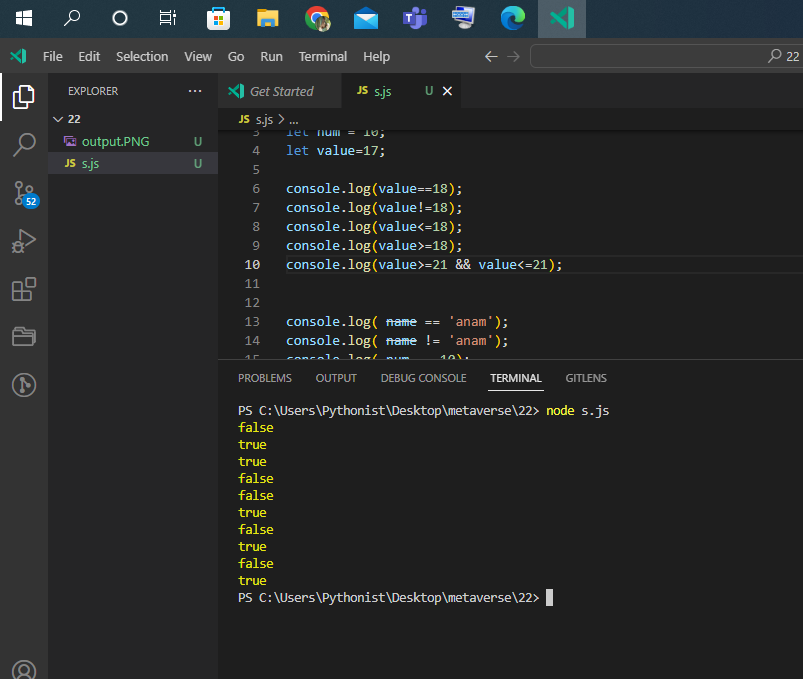 File Edit Selection View Go Run Terminal Help 22
EXPLORER ...
Get Started JS s.js U
22
JS s.js > ...
output.PNG U
JS s.js U
3 let num = 10;
4 let value=17;
5
6 console.log(value==18);
7 console.log(value!=18);
8 console.log(value<=18);
9 console.log(value>=18);
10 console.log(value>=21 && value<=21);
11
12
13 console.log( name == 'anam');
14 console.log( name != 'anam');
15 console.log( num 10);
52
PROBLEMS OUTPUT DEBUG CONSOLE TERMINAL GITLENS
PS C:\Users\Pythonist\Desktop\metaverse\22> node s.js
false
true
true
false
false
true
false
true
false
true
PS C:\Users\Pythonist\Desktop\metaverse\22>